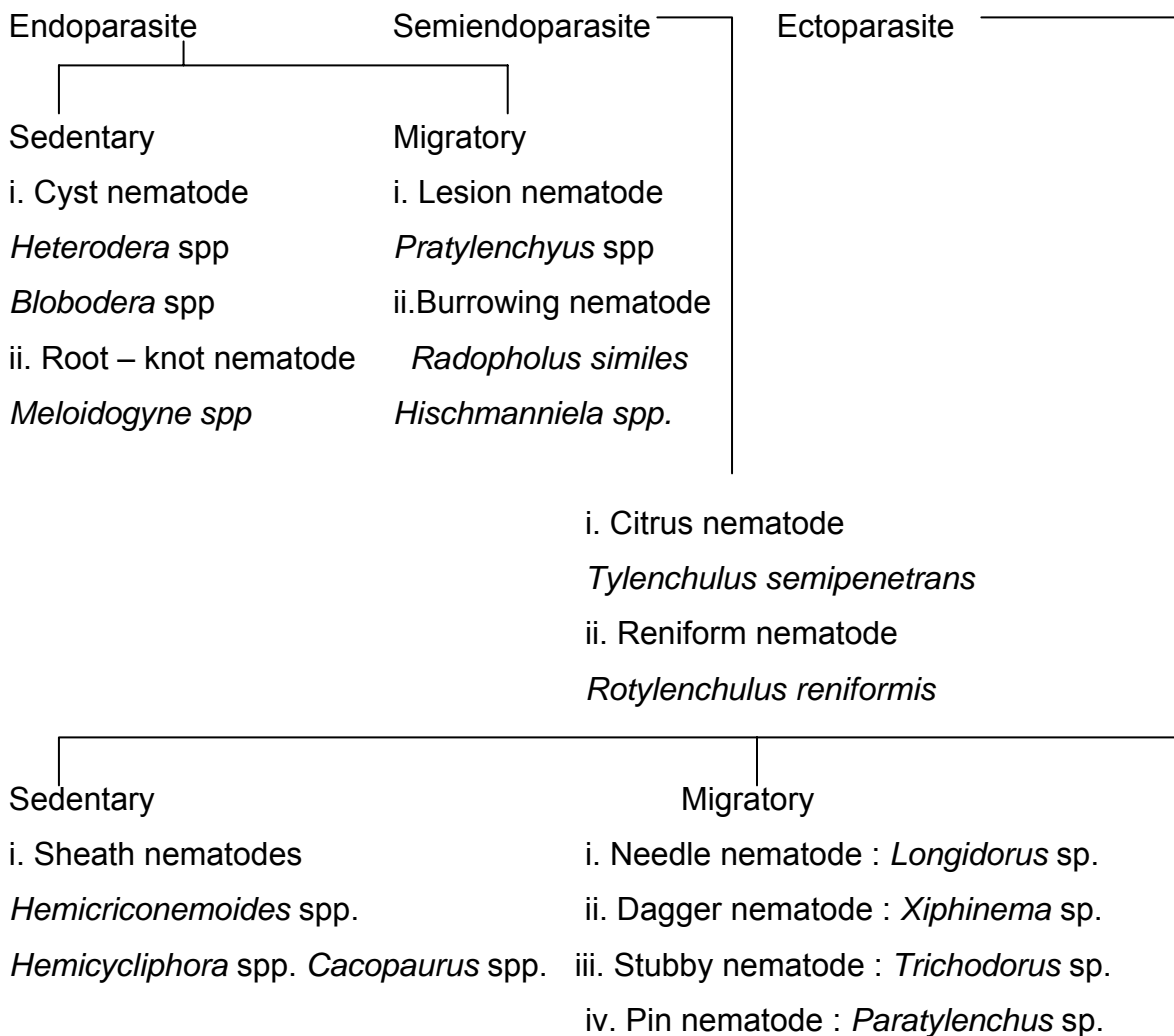 Endoparasite Semiendoparasite Ectoparasite
Sedentary Migratory
i. Cyst nematode i. Lesion nematode
Heterodera spp Pratylenchyus spp
Blobodera spp ii.Burrowing nematode
ii. Root – knot nematode Radopholus similes
Meloidogyne spp Hischmanniela spp.
i. Citrus nematode
Tylenchulus semipenetrans
ii. Reniform nematode
Rotylenchulus reniformis
Sedentary Migratory
i. Sheath nematodes i. Needle nematode : Longidorus sp.
Hemicriconemoides spp. ii. Dagger nematode : Xiphinema sp.
Hemicycliphora spp. Cacopaurus spp. iii. Stubby nematode : Trichodorus sp.
iv. Pin nematode : Paratylenchus sp.